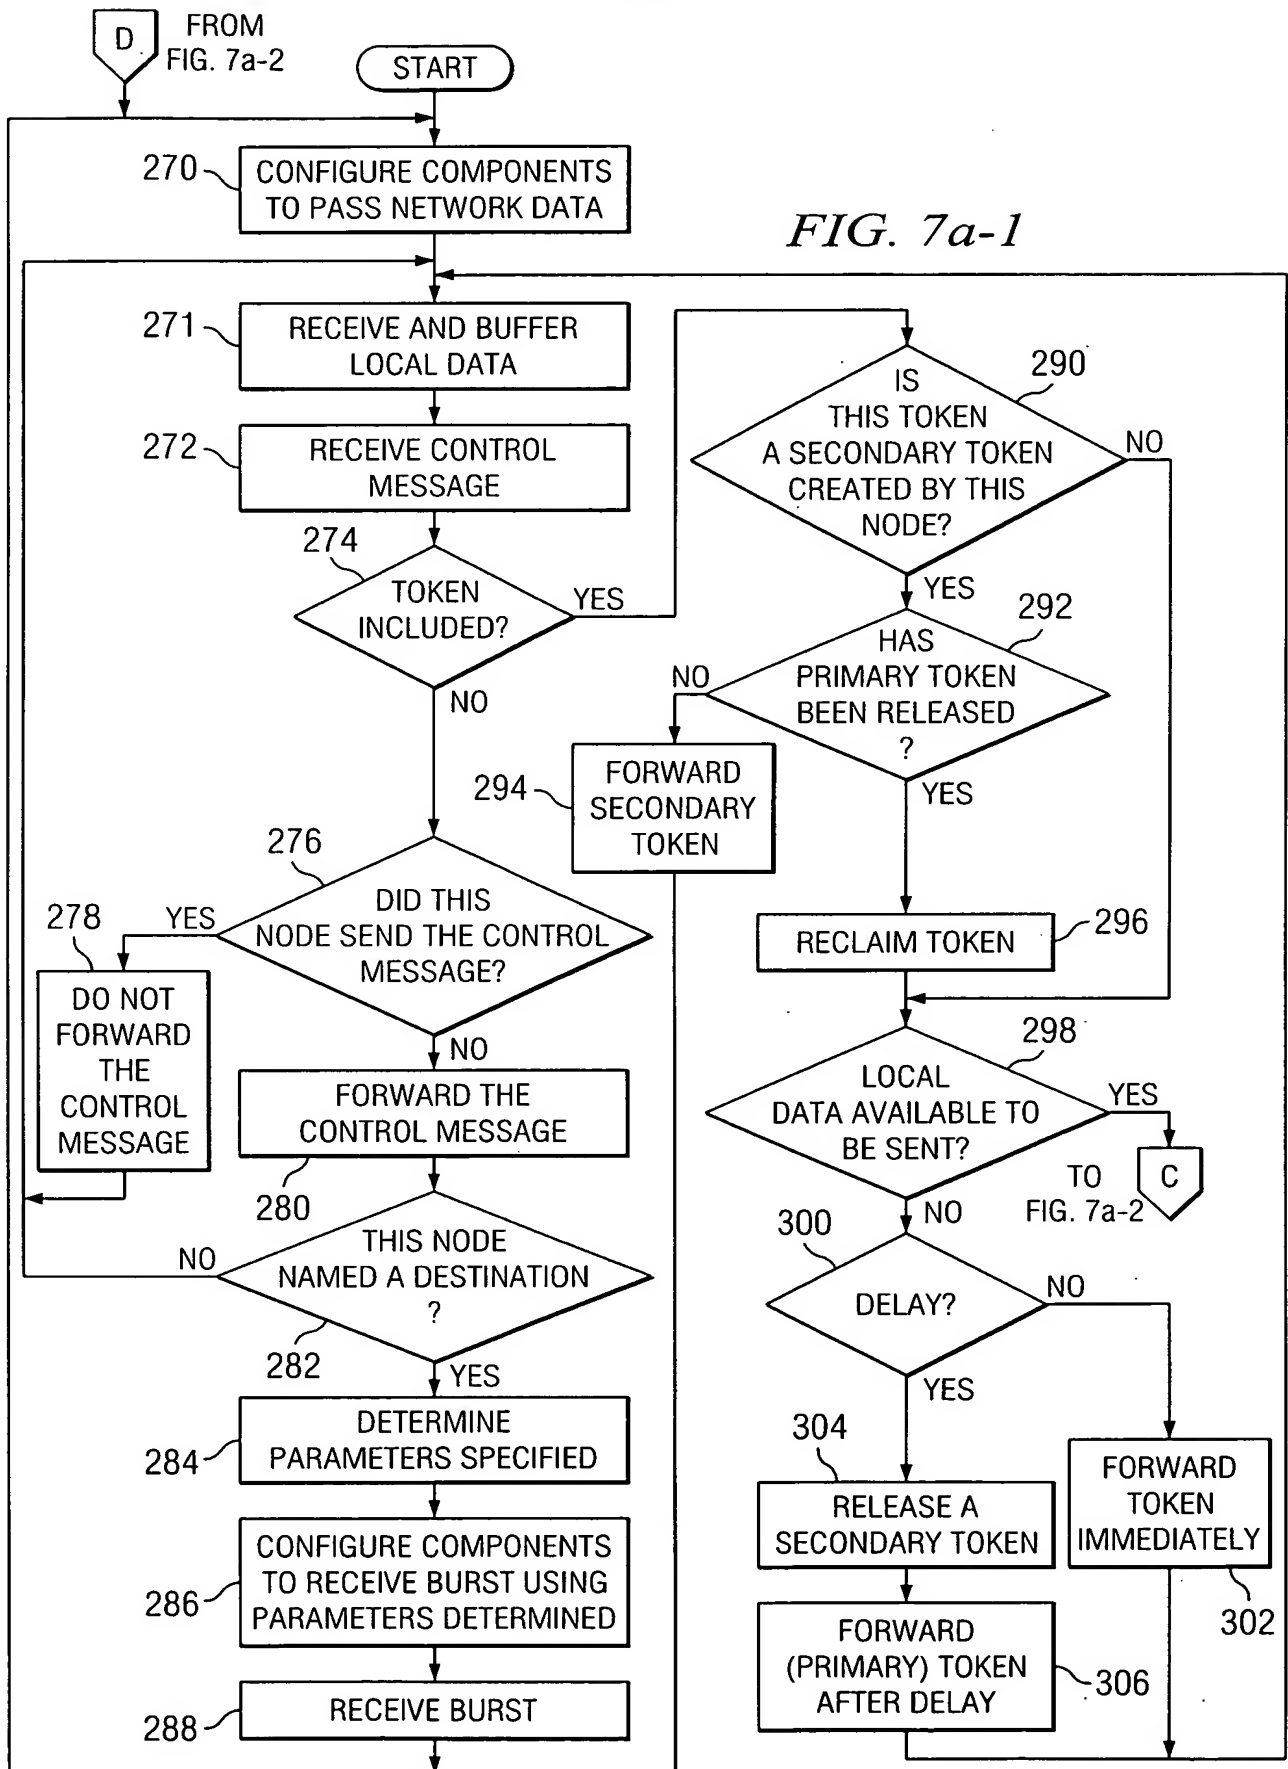 D
FROM
FIG. 7a-2
START
270
CONFIGURE COMPONENTS
TO PASS NETWORK DATA
FIG. 7a-1
271
RECEIVE AND BUFFER
LOCAL DATA
272
RECEIVE CONTROL
MESSAGE
274
TOKEN
INCLUDED?
YES
NO
276
DID THIS
NODE SEND THE CONTROL
MESSAGE?
YES
278
DO NOT
FORWARD
THE
CONTROL
MESSAGE
NO
FORWARD THE
CONTROL MESSAGE
280
THIS NODE
NAMED A DESTINATION
?
NO
282
YES
DETERMINE
PARAMETERS SPECIFIED
284
CONFIGURE COMPONENTS
TO RECEIVE BURST USING
PARAMETERS DETERMINED
286
RECEIVE BURST
288
IS
THIS TOKEN
A SECONDARY TOKEN
CREATED BY THIS
NODE?
290
NO
YES
292
HAS
PRIMARY TOKEN
BEEN RELEASED
?
NO
294
FORWARD
SECONDARY
TOKEN
YES
RECLAIM TOKEN
296
298
LOCAL
DATA AVAILABLE TO
BE SENT?
YES
TO
FIG. 7a-2
C
NO
300
DELAY?
NO
YES
304
RELEASE A
SECONDARY TOKEN
FORWARD
TOKEN
IMMEDIATELY
302
FORWARD
(PRIMARY) TOKEN
AFTER DELAY
306